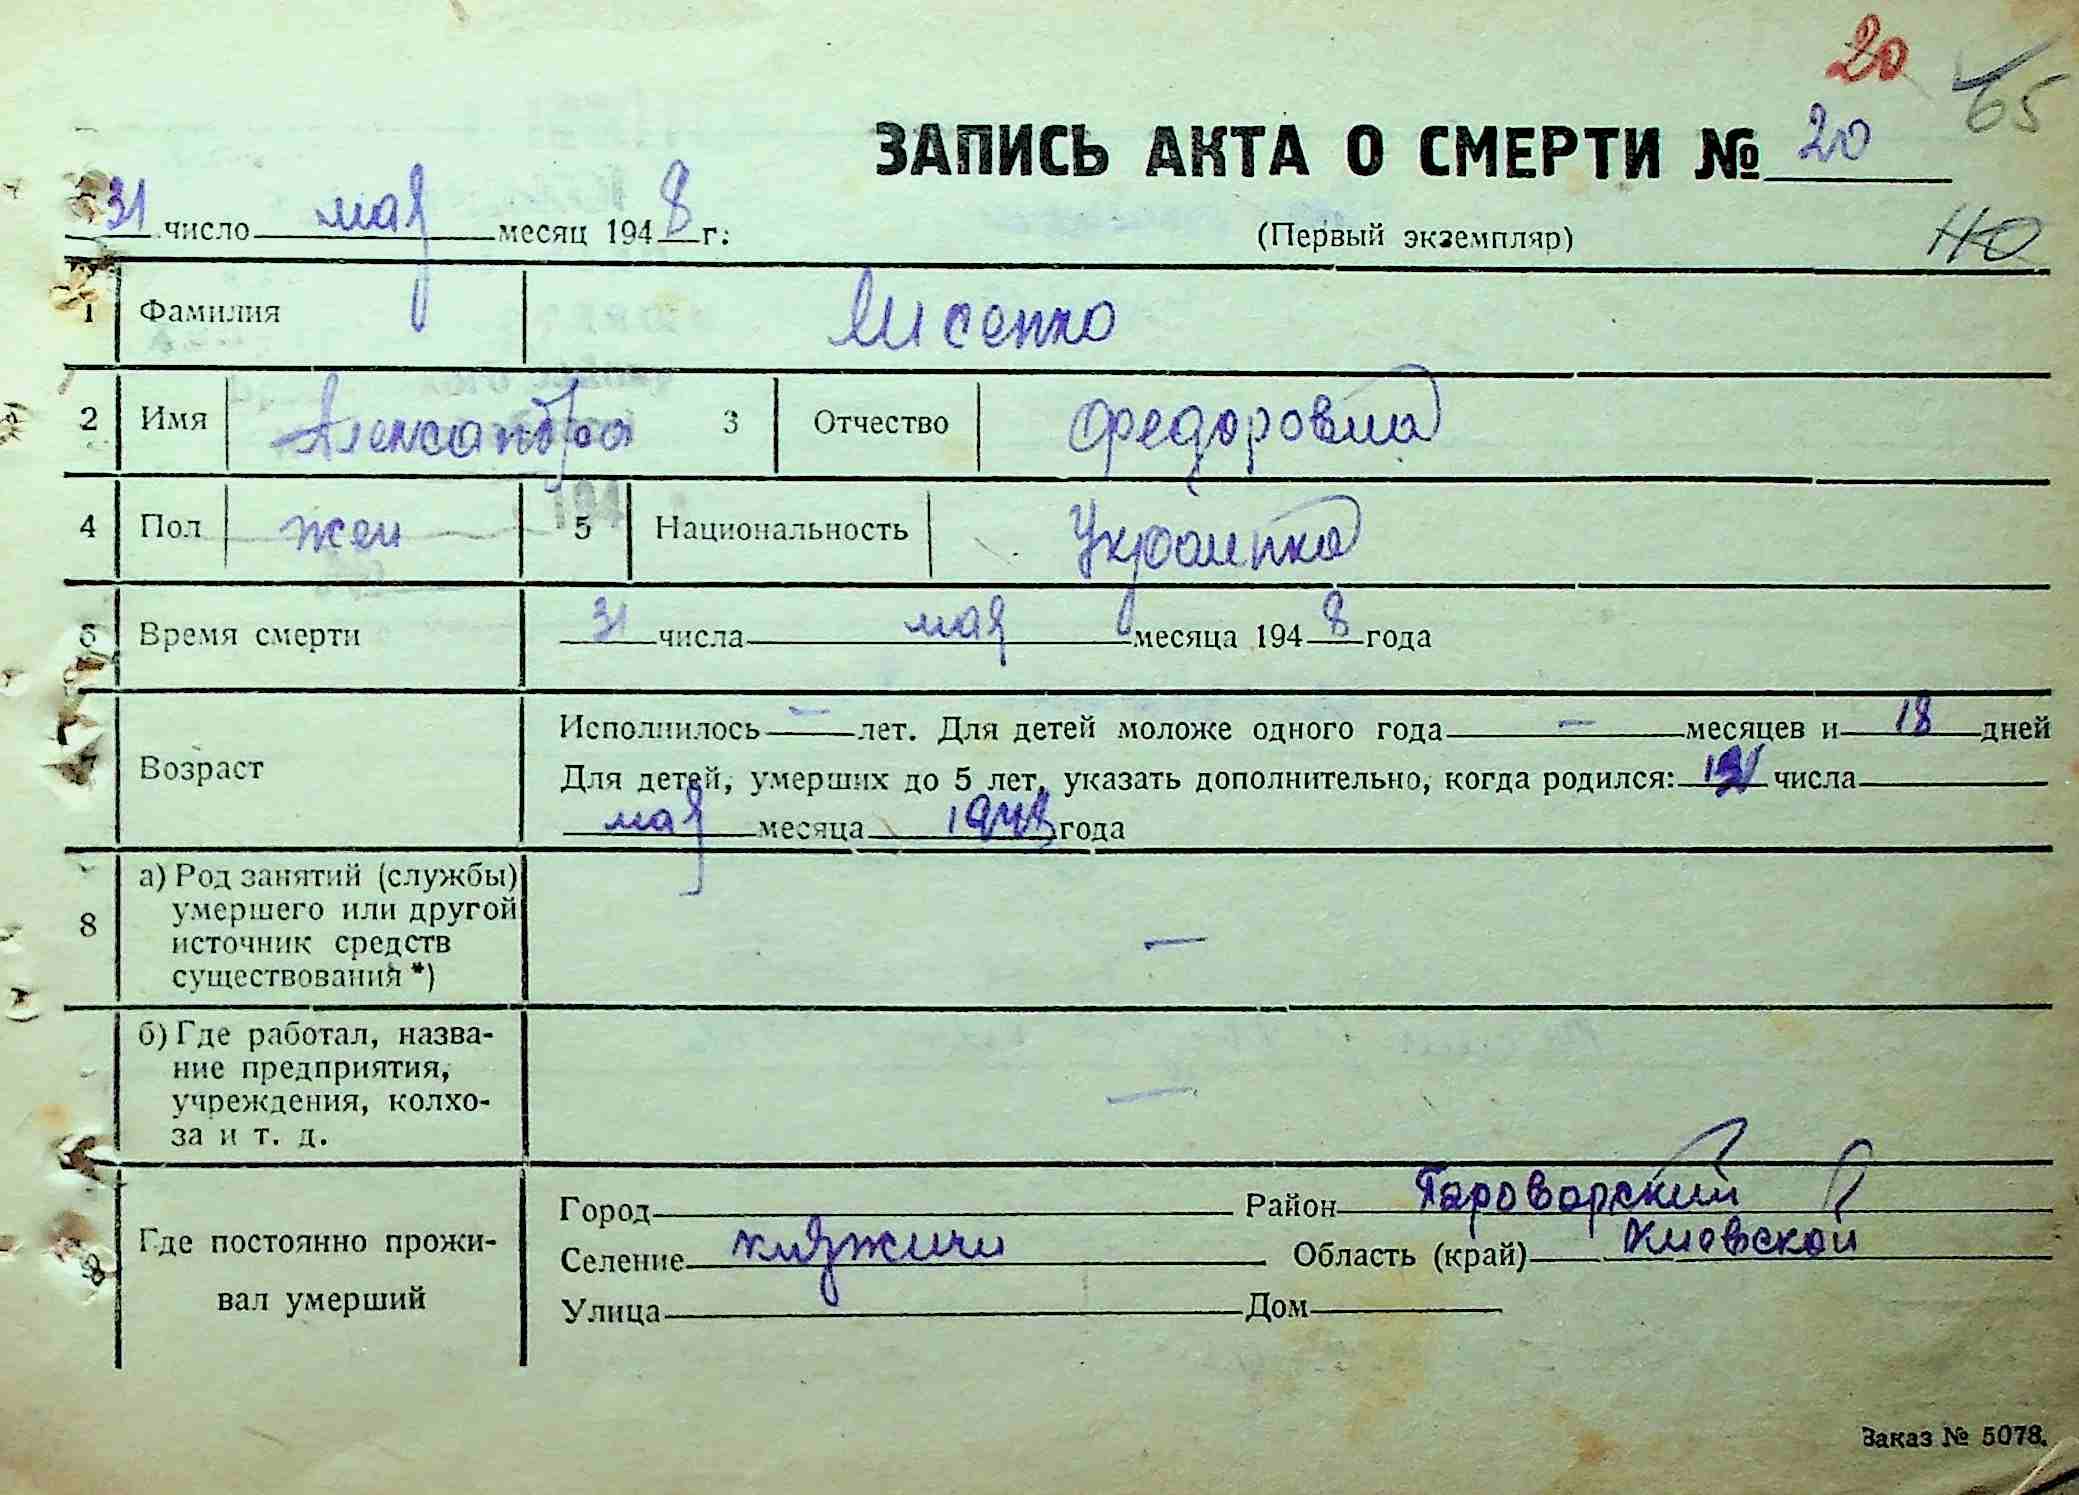 20 65
ЗАПИСЬ АКТА О СМЕРТИ № 20
31 число мая месяц 1948 г:
(Первый экземпляр)
НО
1 Фамилия Лисенко
2 Имя Александра 3 Отчество Федоровна
4 Пол жен 5 Национальность Украинка
6 Время смерти 31 числа мая месяца 1948 года
7 Возраст Исполнилось — лет. Для детей моложе одного года — месяцев и 18 дней
Для детей, умерших до 5 лет, указать дополнительно, когда родился: числа
мая месяца 1948 года
8 а) Род занятий (службы)
умершего или другой
источник средств
существования *) —
б) Где работал, назва-
ние предприятия,
учреждения, колхо-
за и т. д. —
9 Где постоянно прожи-
вал умерший
Город Район
Селение княжичи Область (край) Киевской
Улица Дом
Заказ № 5078.